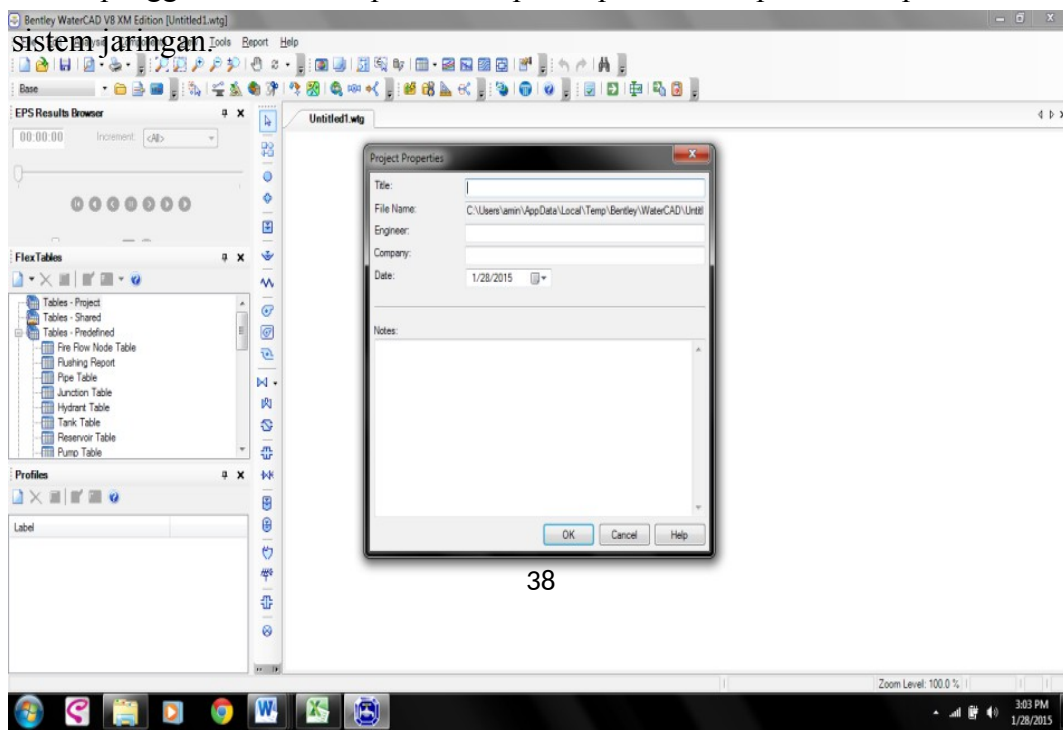 Bentley WaterCAD V8 XM Edition [Untitled1.wtg]
sistem jaringan.
Tools Report Help
Base
EPS Results Browser
Untitled1.wtg
00:00:00 Increment: <All>
Project Properties
Title:
File Name: C:\Users\amin\AppData\Local\Temp\Bentley\WaterCAD\Untitl
Engineer:
Company:
Date: 1/28/2015
Notes:
OK Cancel Help
FlexTables
Tables - Project
Tables - Shared
Tables - Predefined
Fire Flow Node Table
Flushing Report
Pipe Table
Junction Table
Hydrant Table
Tank Table
Reservoir Table
Pump Table
Profiles
Label
38
Zoom Level: 100.0 %
3:03 PM
1/28/2015